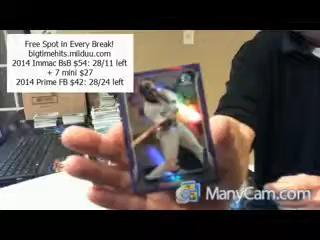 Free Spot in Every Break!
bigtimehits.milduu.com
2014 Immac BsB $54: 28/11 left
+ 7 mini $27
2014 Prime FB $42: 28/24 left
ManyCam.com